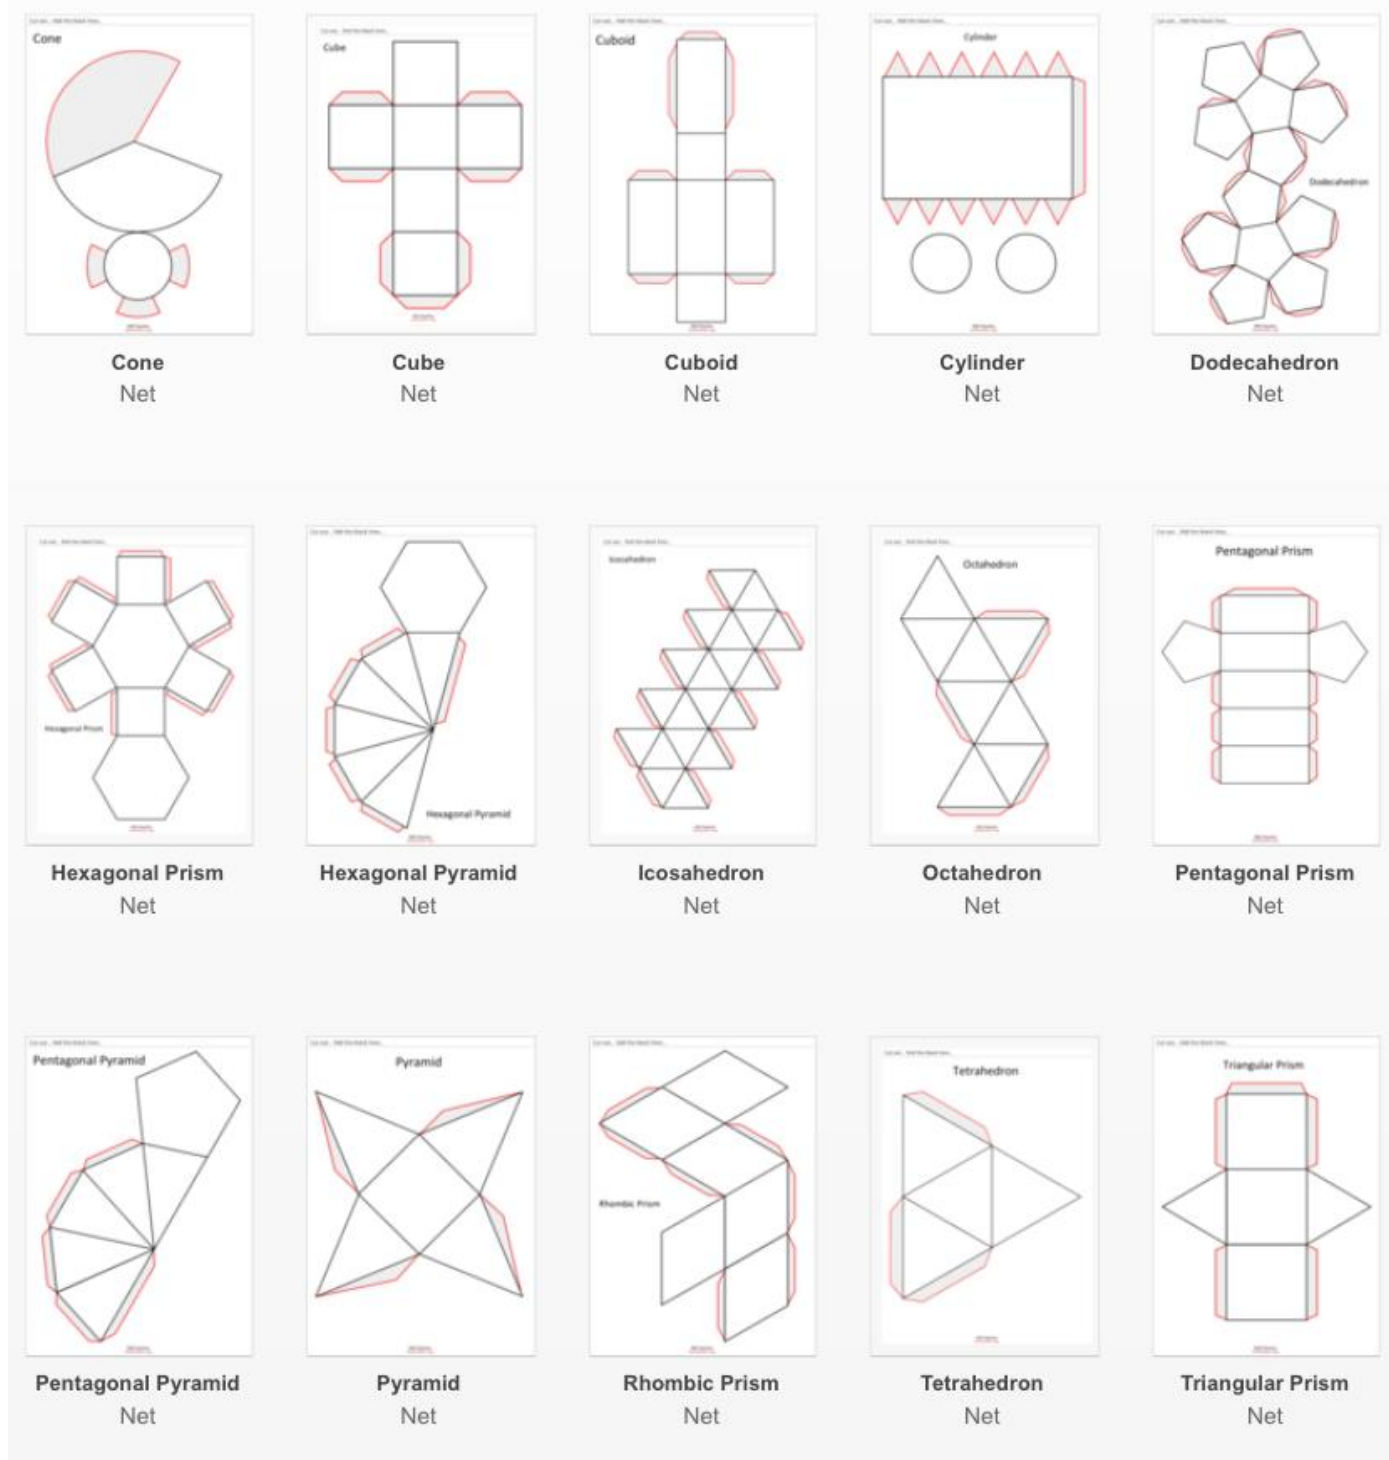 Cone
Cube
Cuboid
Cylinder
Dodecahedron
Cone
Net
Cube
Net
Cuboid
Net
Cylinder
Net
Dodecahedron
Net
Hexagonal Prism
Hexagonal Pyramid
Icosahedron
Octahedron
Pentagonal Prism
Hexagonal Prism
Net
Hexagonal Pyramid
Net
Icosahedron
Net
Octahedron
Net
Pentagonal Prism
Net
Pentagonal Pyramid
Pyramid
Rhombic Prism
Tetrahedron
Triangular Prism
Pentagonal Pyramid
Net
Pyramid
Net
Rhombic Prism
Net
Tetrahedron
Net
Triangular Prism
Net